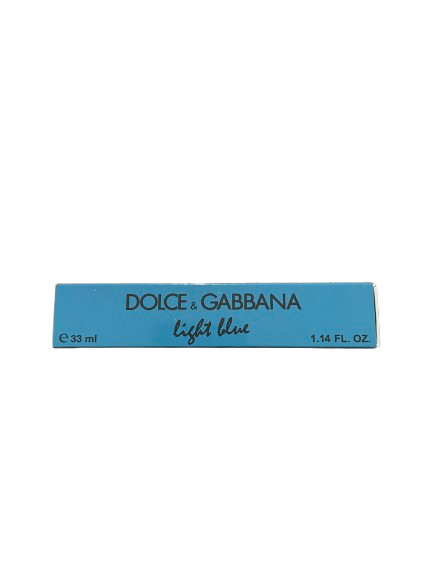 DOLCE & GABBANA
light blue
℮ 33 ml
1.14 FL. OZ.